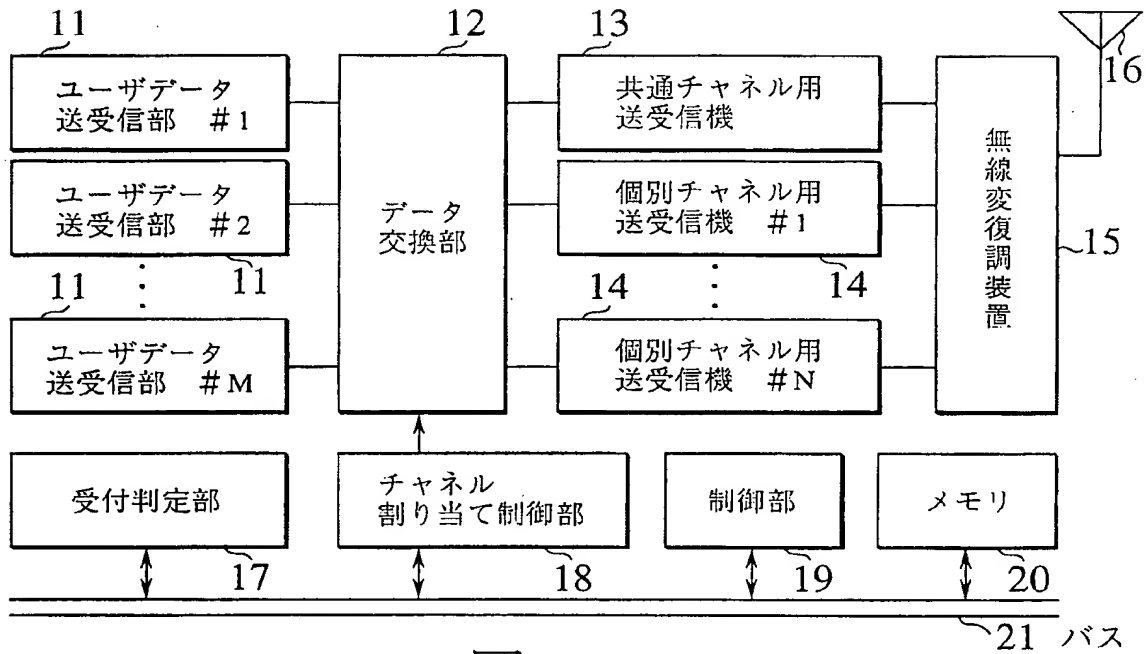 11
12
13
16
ユーザデータ
送受信部 #1
共通チャネル用
送受信機
ユーザデータ
送受信部 #2
11
データ
交換部
個別チャネル用
送受信機 #1
14
無線変復調装置
15
11
ユーザデータ
送受信部 #M
14
個別チャネル用
送受信機 #N
受付判定部
17
チャネル
割り当て制御部
18
制御部
19
メモリ
20
21 バス